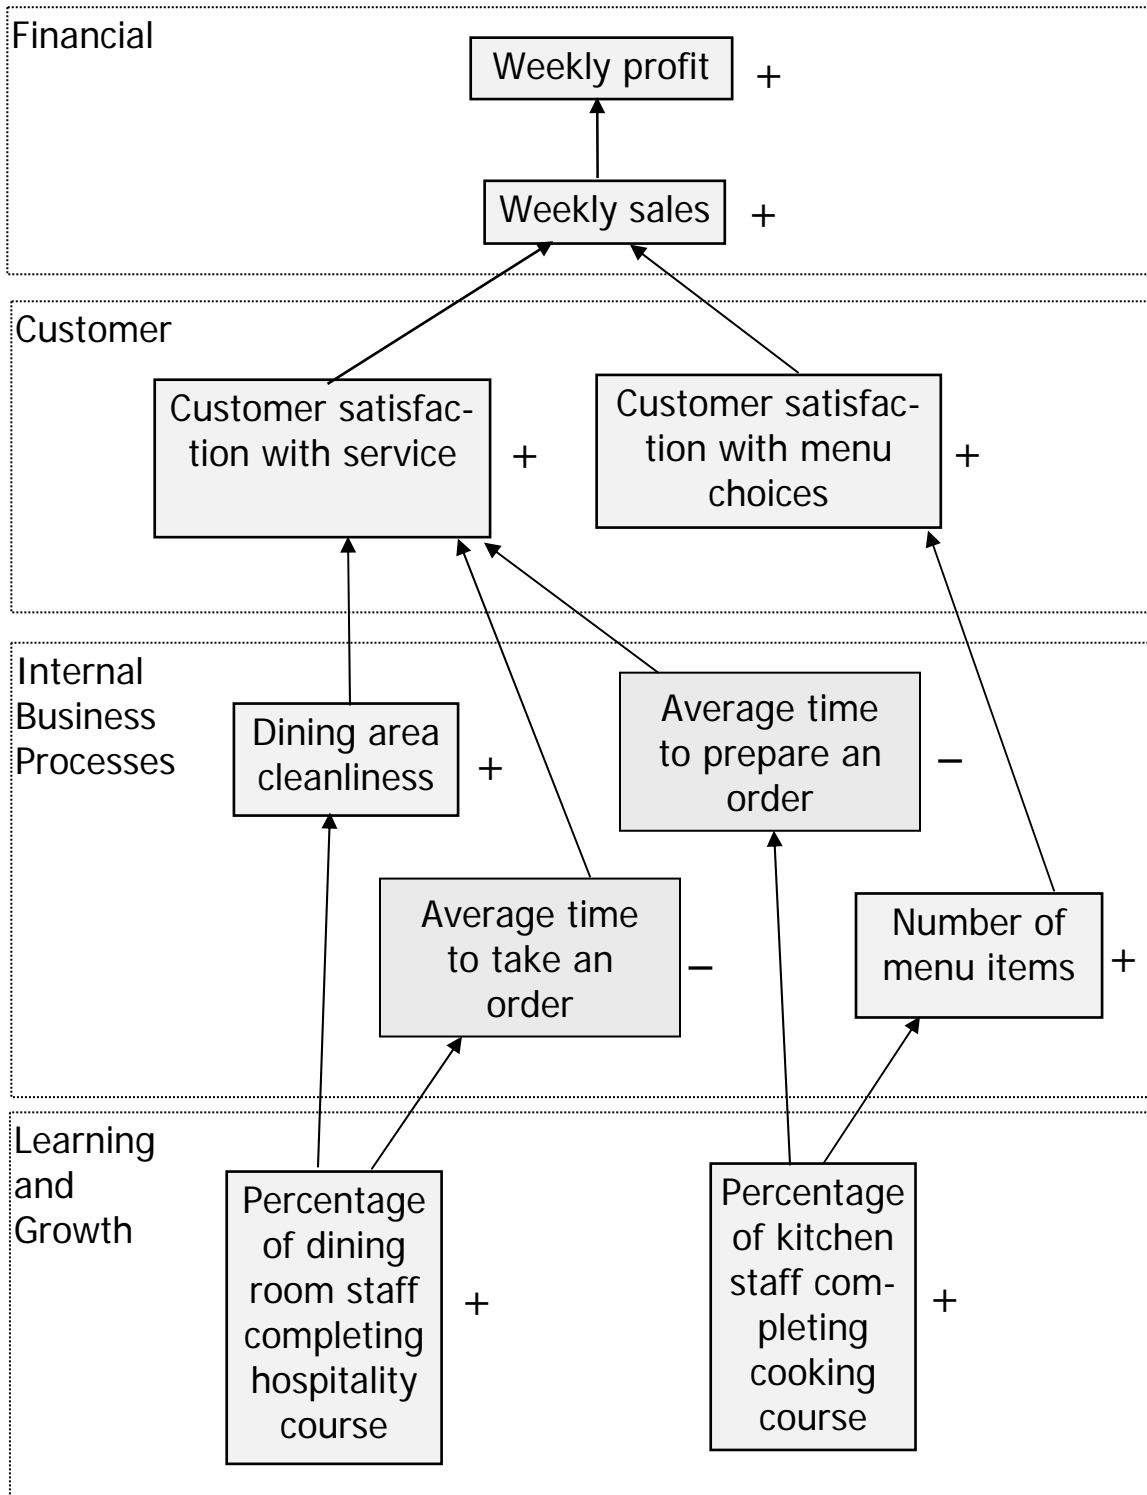 Financial
Weekly profit
+
Weekly sales
+
Customer
Customer satisfac-
tion with service
+
Customer satisfac-
tion with menu
choices
+
Internal
Business
Processes
Dining area
cleanliness
+
Average time
to prepare an
order
–
Average time
to take an
order
–
Number of
menu items
+
Learning
and
Growth
Percentage
of dining
room staff
completing
hospitality
course
+
Percentage
of kitchen
staff com-
pleting
cooking
course
+